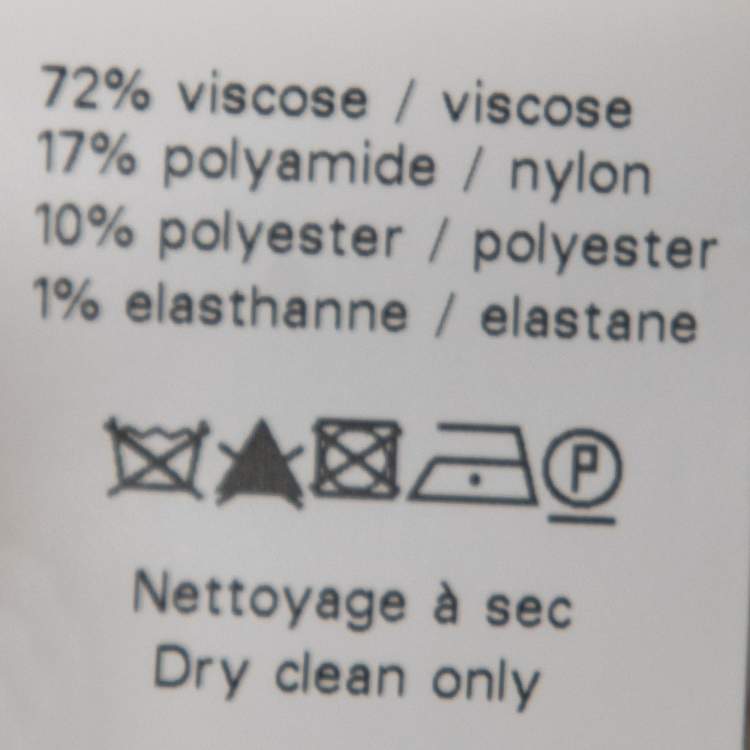 72% viscose / viscose
17% polyamide / nylon
10% polyester / polyester
1% elasthanne / elastane
P
Nettoyage à sec
Dry clean only